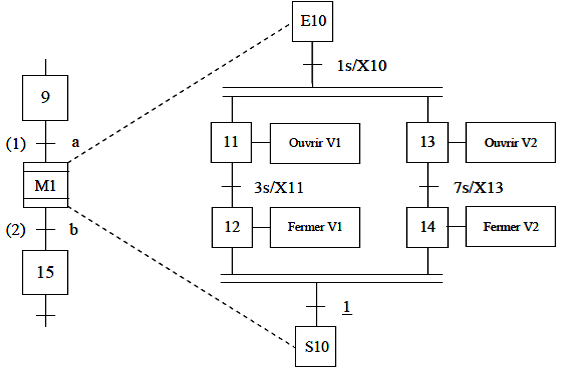 E10
1s/X10
9
(1) a
11 Ouvrir V1 13 Ouvrir V2
M1
3s/X11 7s/X13
(2) b
12 Fermer V1 14 Fermer V2
15
1
S10